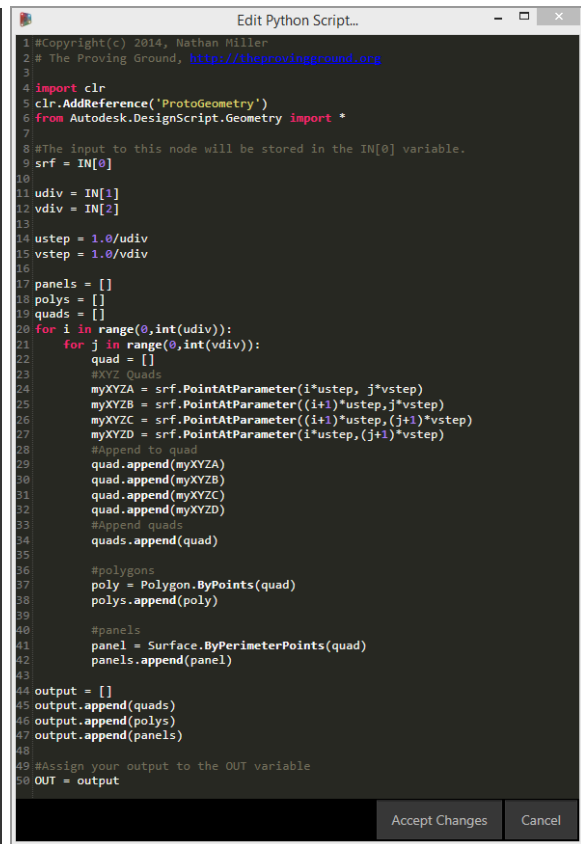 Edit Python Script...
1 #Copyright(c) 2014, Nathan Miller
2 # The Proving Ground, http://theprovingground.org
3
4 import clr
5 clr.AddReference('ProtoGeometry')
6 from Autodesk.DesignScript.Geometry import *
7
8 #The input to this node will be stored in the IN[0] variable.
9 srf = IN[0]
10
11 udiv = IN[1]
12 vdiv = IN[2]
13
14 ustep = 1.0/udiv
15 vstep = 1.0/vdiv
16
17 panels = []
18 polys = []
19 quads = []
20 for i in range(0,int(udiv)):
21     for j in range(0,int(vdiv)):
22         quad = []
23         #XYZ Quads
24         myXYZA = srf.PointAtParameter(i*ustep, j*vstep)
25         myXYZB = srf.PointAtParameter((i+1)*ustep,j*vstep)
26         myXYZC = srf.PointAtParameter((i+1)*ustep,(j+1)*vstep)
27         myXYZD = srf.PointAtParameter(i*ustep,(j+1)*vstep)
28         #Append to quad
29         quad.append(myXYZA)
30         quad.append(myXYZB)
31         quad.append(myXYZC)
32         quad.append(myXYZD)
33         #Append quads
34         quads.append(quad)
35
36         #polygons
37         poly = Polygon.ByPoints(quad)
38         polys.append(poly)
39
40         #panels
41         panel = Surface.ByPerimeterPoints(quad)
42         panels.append(panel)
43
44 output = []
45 output.append(quads)
46 output.append(polys)
47 output.append(panels)
48
49 #Assign your output to the OUT variable
50 OUT = output
Accept Changes Cancel